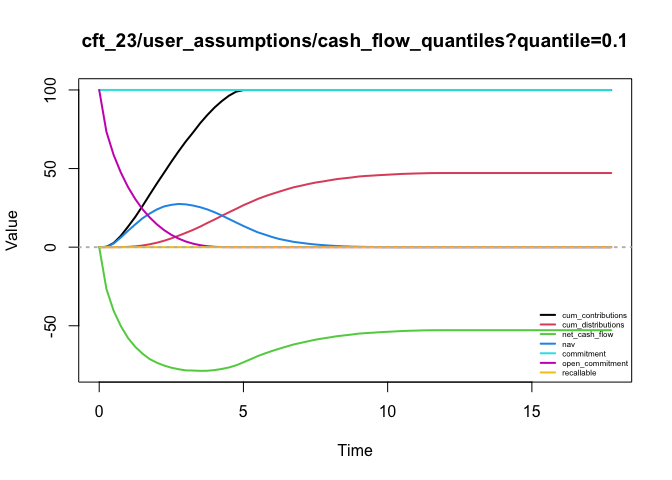 cft_23/user_assumptions/cash_flow_quantiles?quantile=0.1
Value
100
50
0
-50
0
5
10
15
Time
cum_contributions
cum_distributions
net_cash_flow
nav
commitment
open_commitment
recallable